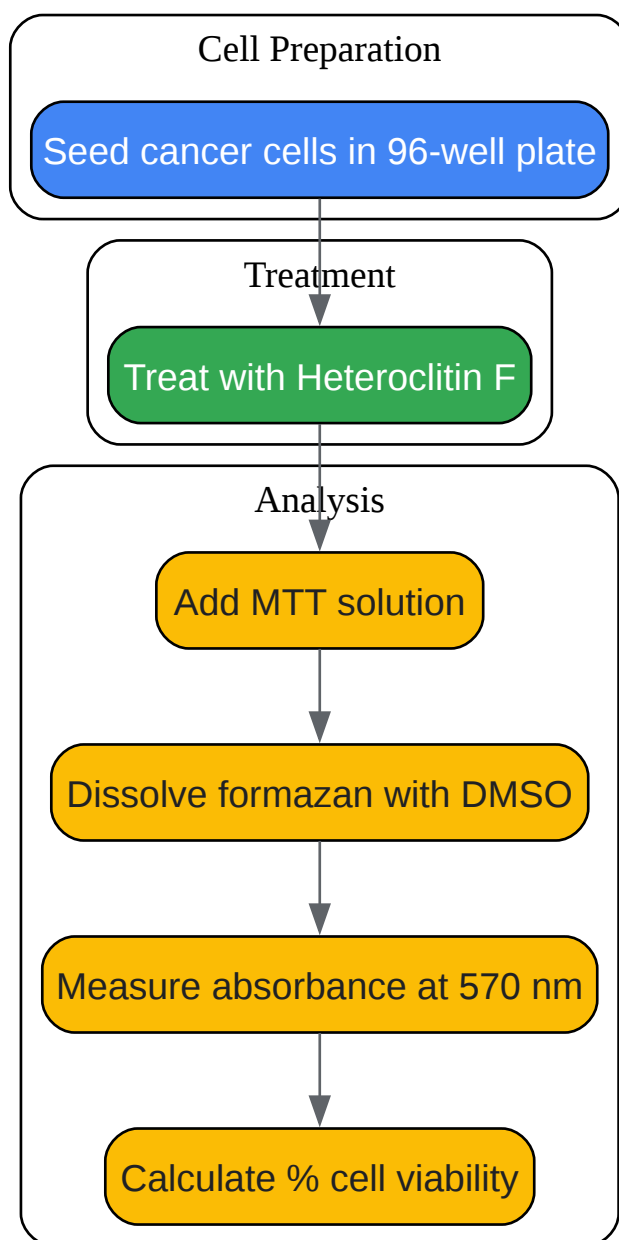 Cell Preparation
Seed cancer cells in 96-well plate
Treatment
Treat with Heteroclitin F
Analysis
Add MTT solution
Dissolve formazan with DMSO
Measure absorbance at 570 nm
Calculate % cell viability